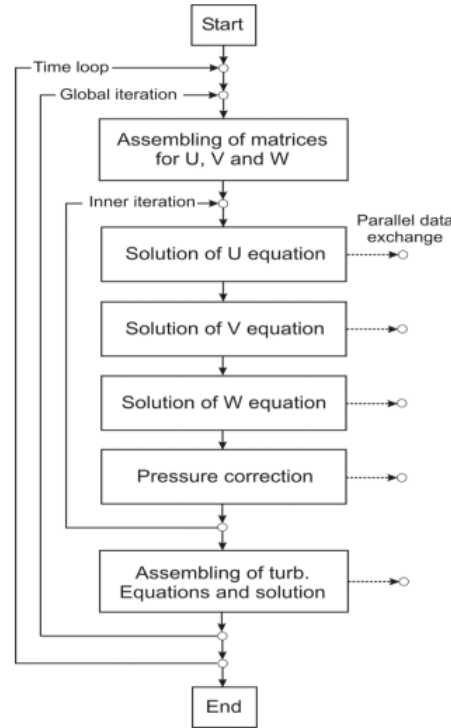 Start
Time loop
Global iteration
Assembling of matrices
for U, V and W
Inner iteration
Parallel data
exchange
Solution of U equation
Solution of V equation
Solution of W equation
Pressure correction
Assembling of turb.
Equations and solution
End